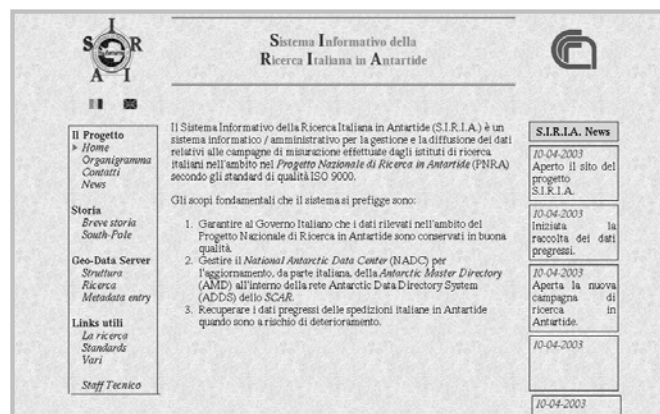 S I R A I
Sistema Informativo della
Ricerca Italiana in Antartide
Il Progetto
Home
Organigramma
Contatti
News
Storia
Breve storia
South-Pole
Geo-Data Server
Struttura
Ricerca
Metadata entry
Links utili
La ricerca
Standards
Vari
Staff Tecnico
Il Sistema Informativo della Ricerca Italiana in Antartide (S.I.R.I.A.) è un
sistema informatico / amministrativo per la gestione e la diffusione dei dati
relativi alle campagne di misurazione effettuate dagli istituti di ricerca
italiani nell'ambito nel Progetto Nazionale di Ricerca in Antartide (PNRA)
secondo gli standard di qualità ISO 9000.
Gli scopi fondamentali che il sistema si prefigge sono:
1. Garantire al Governo Italiano che i dati rilevati nell'ambito del
Progetto Nazionale di Ricerca in Antartide sono conservati in buona
qualità.
2. Gestire il National Antarctic Data Center (NADC) per
l'aggiornamento, da parte italiana, della Antarctic Master Directory
(AMD) all'interno della rete Antarctic Data Directory System
(ADDS) dello SCAR.
3. Recuperare i dati pregressi delle spedizioni italiane in Antartide
quando sono a rischio di deterioramento.
S.I.R.I.A. News
10-04-2003
Aperto il sito del
progetto
S.I.R.I.A.
10-04-2003
Iniziata la
raccolta dei dati
pregressi.
10-04-2003
Aperta la nuova
campagna di
ricerca in
Antartide.
10-04-2003
10-04-2003